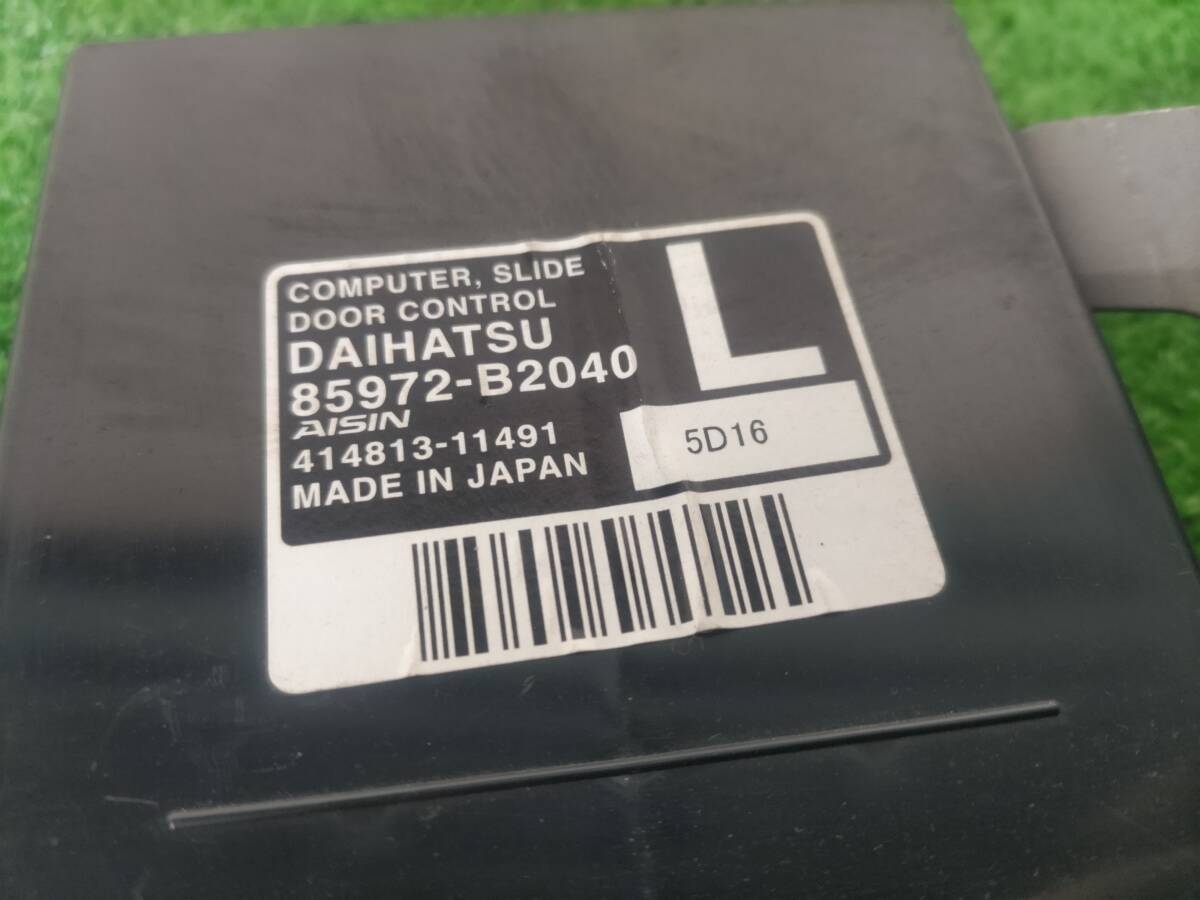 COMPUTER, SLIDE
DOOR CONTROL
DAIHATSU
85972-B2040
AISIN
414813-11491
MADE IN JAPAN
L
5D16